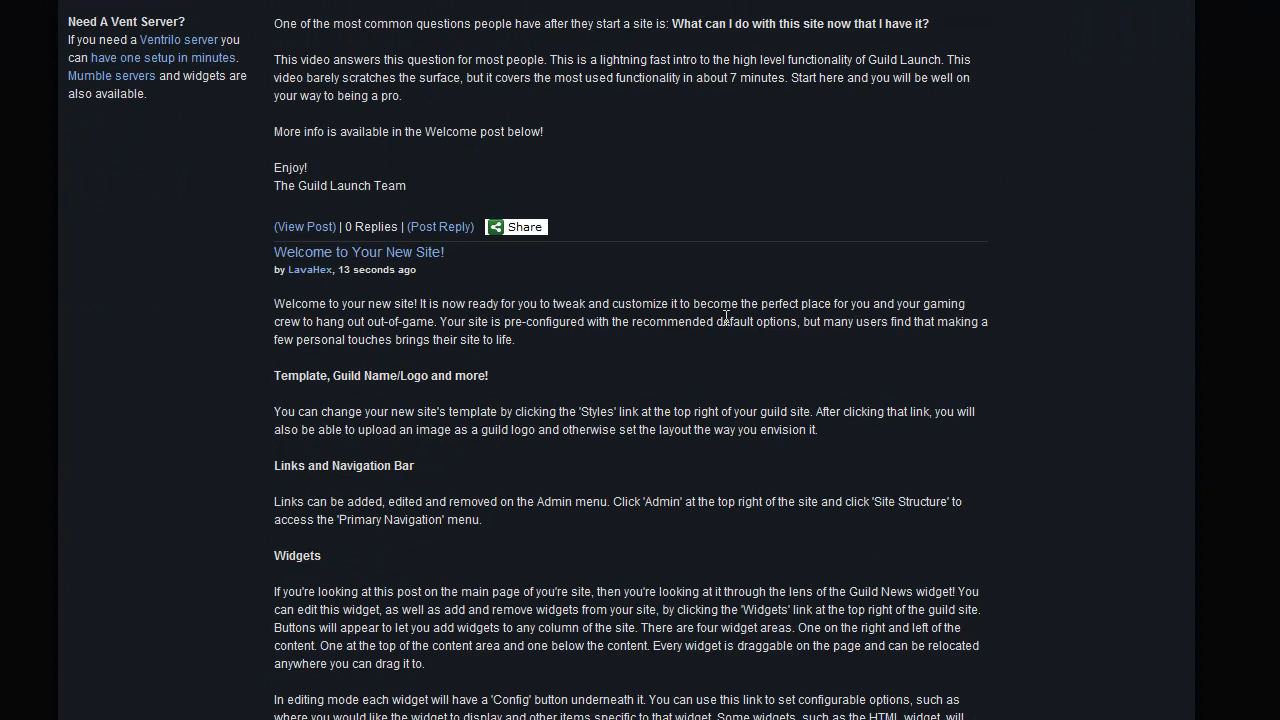 Need A Vent Server?
If you need a Ventrilo server you
can have one setup in minutes.
Mumble servers and widgets are
also available.
One of the most common questions people have after they start a site is: What can I do with this site now that I have it?
This video answers this question for most people. This is a lightning fast intro to the high level functionality of Guild Launch. This
video barely scratches the surface, but it covers the most used functionality in about 7 minutes. Start here and you will be well on
your way to being a pro.
More info is available in the Welcome post below!
Enjoy!
The Guild Launch Team
(View Post) | 0 Replies | (Post Reply) Share
Welcome to Your New Site!
by LavaHex, 13 seconds ago
Welcome to your new site! It is now ready for you to tweak and customize it to become the perfect place for you and your gaming
crew to hang out out-of-game. Your site is pre-configured with the recommended default options, but many users find that making a
few personal touches brings their site to life.
Template, Guild Name/Logo and more!
You can change your new site's template by clicking the 'Styles' link at the top right of your guild site. After clicking that link, you will
also be able to upload an image as a guild logo and otherwise set the layout the way you envision it.
Links and Navigation Bar
Links can be added, edited and removed on the Admin menu. Click 'Admin' at the top right of the site and click 'Site Structure' to
access the 'Primary Navigation' menu.
Widgets
If you're looking at this post on the main page of you're site, then you're looking at it through the lens of the Guild News widget! You
can edit this widget, as well as add and remove widgets from your site, by clicking the 'Widgets' link at the top right of the guild site.
Buttons will appear to let you add widgets to any column of the site. There are four widget areas. One on the right and left of the
content. One at the top of the content area and one below the content. Every widget is draggable on the page and can be relocated
anywhere you can drag it to.
In editing mode each widget will have a 'Config' button underneath it. You can use this link to set configurable options, such as
where you would like the widget to display and other items specific to that widget. Some widgets, such as the HTML widget, will